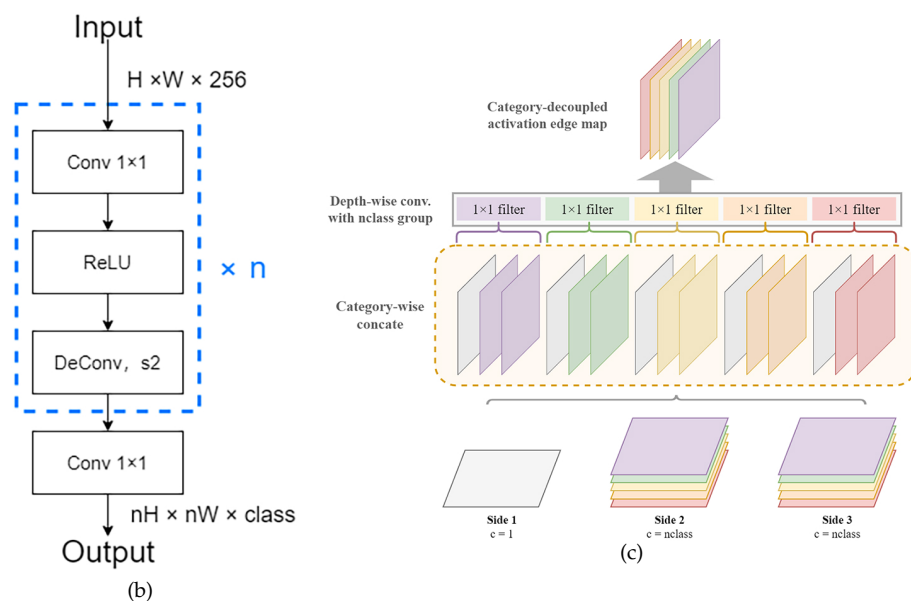 Input
H ×W × 256
Conv 1×1
ReLU
× n
DeConv, s2
Conv 1×1
nH × nW × class
Output
(b)
Category-decoupled
activation edge map
Depth-wise conv.
with nclass group
1×1 filter
1×1 filter
1×1 filter
1×1 filter
1×1 filter
Category-wise
concate
Side 1
c = 1
Side 2
c = nclass
Side 3
c = nclass
(c)